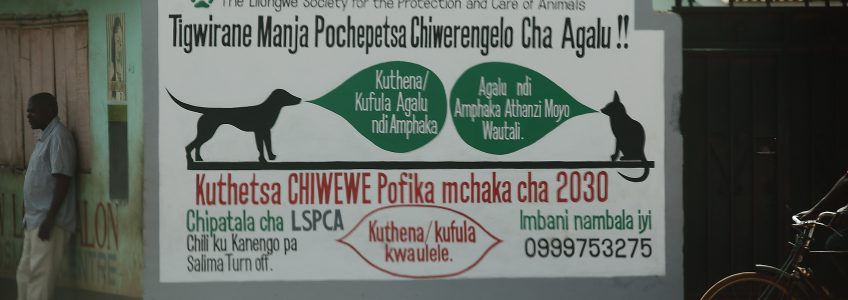 The Lilongwe Society for the Protection and Care of Animals
Tigwirane Manja Pochepetsa Chiwerengelo Cha Agalu !!
Kuthena/
Kufula Agalu
ndi Amphaka
Agalu ndi
Amphaka Athanzi Moyo
Wautali.
Kuthetsa CHIWEWE Pofika mchaka cha 2030
Chipatala cha LSPCA
Chili'ku Kanengo pa
Salima Turn off.
Kuthena/kufula
kwaulele.
Imbani nambala iyi
0999753275